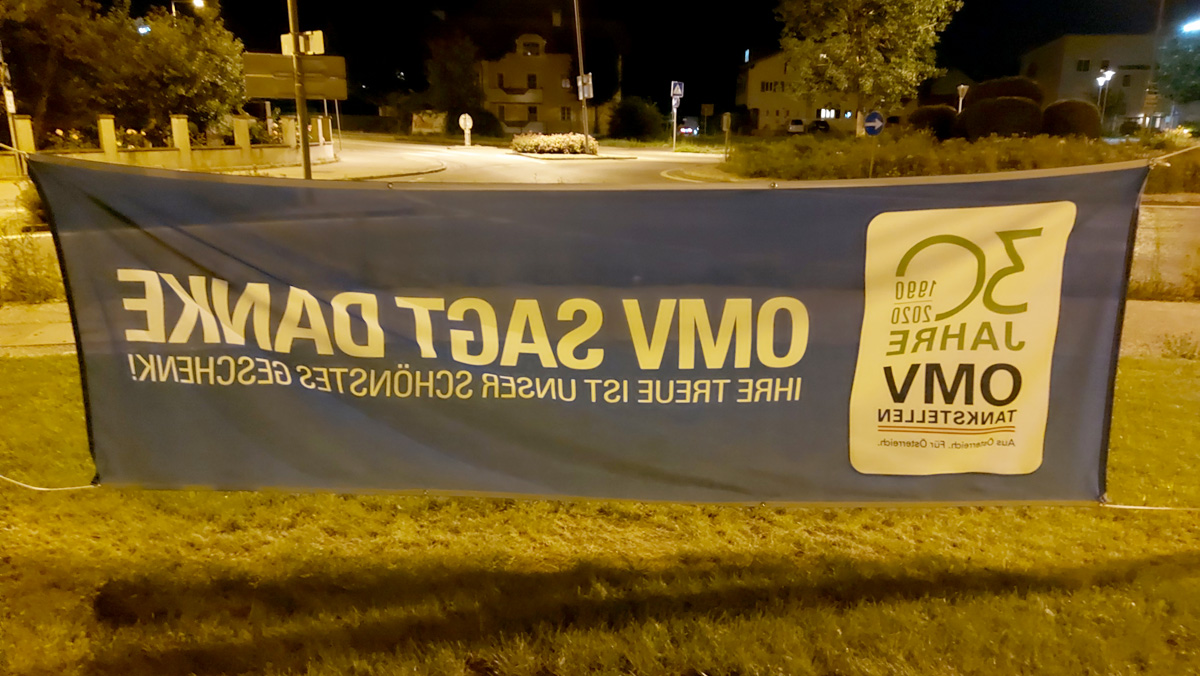 30
1990
2020
JAHRE
OMV
TANKSTELLEN
Aus Österreich. Für Österreich.
OMV SAGT DANKE
IHRE TREUE IST UNSER SCHÖNSTES GESCHENK!